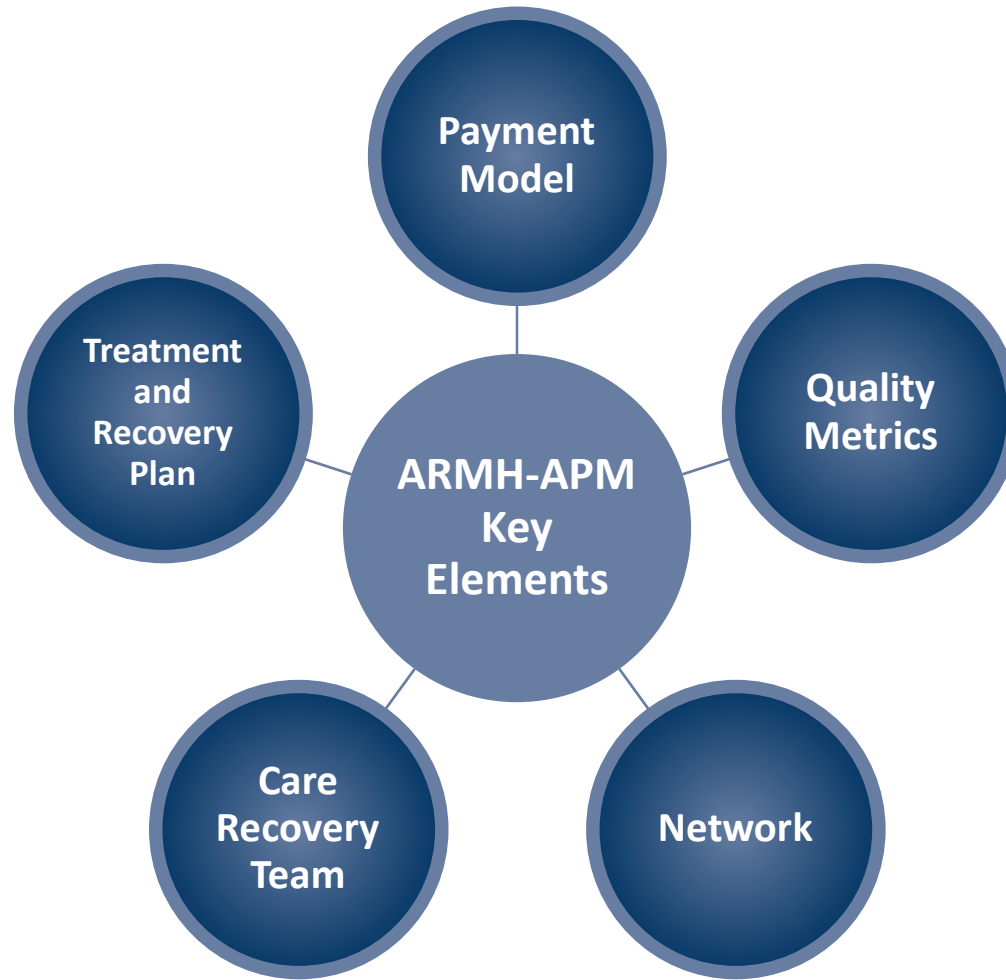 Payment
Model
Treatment
and
Recovery
Plan
Quality
Metrics
ARMH-APM
Key
Elements
Care
Recovery
Team
Network